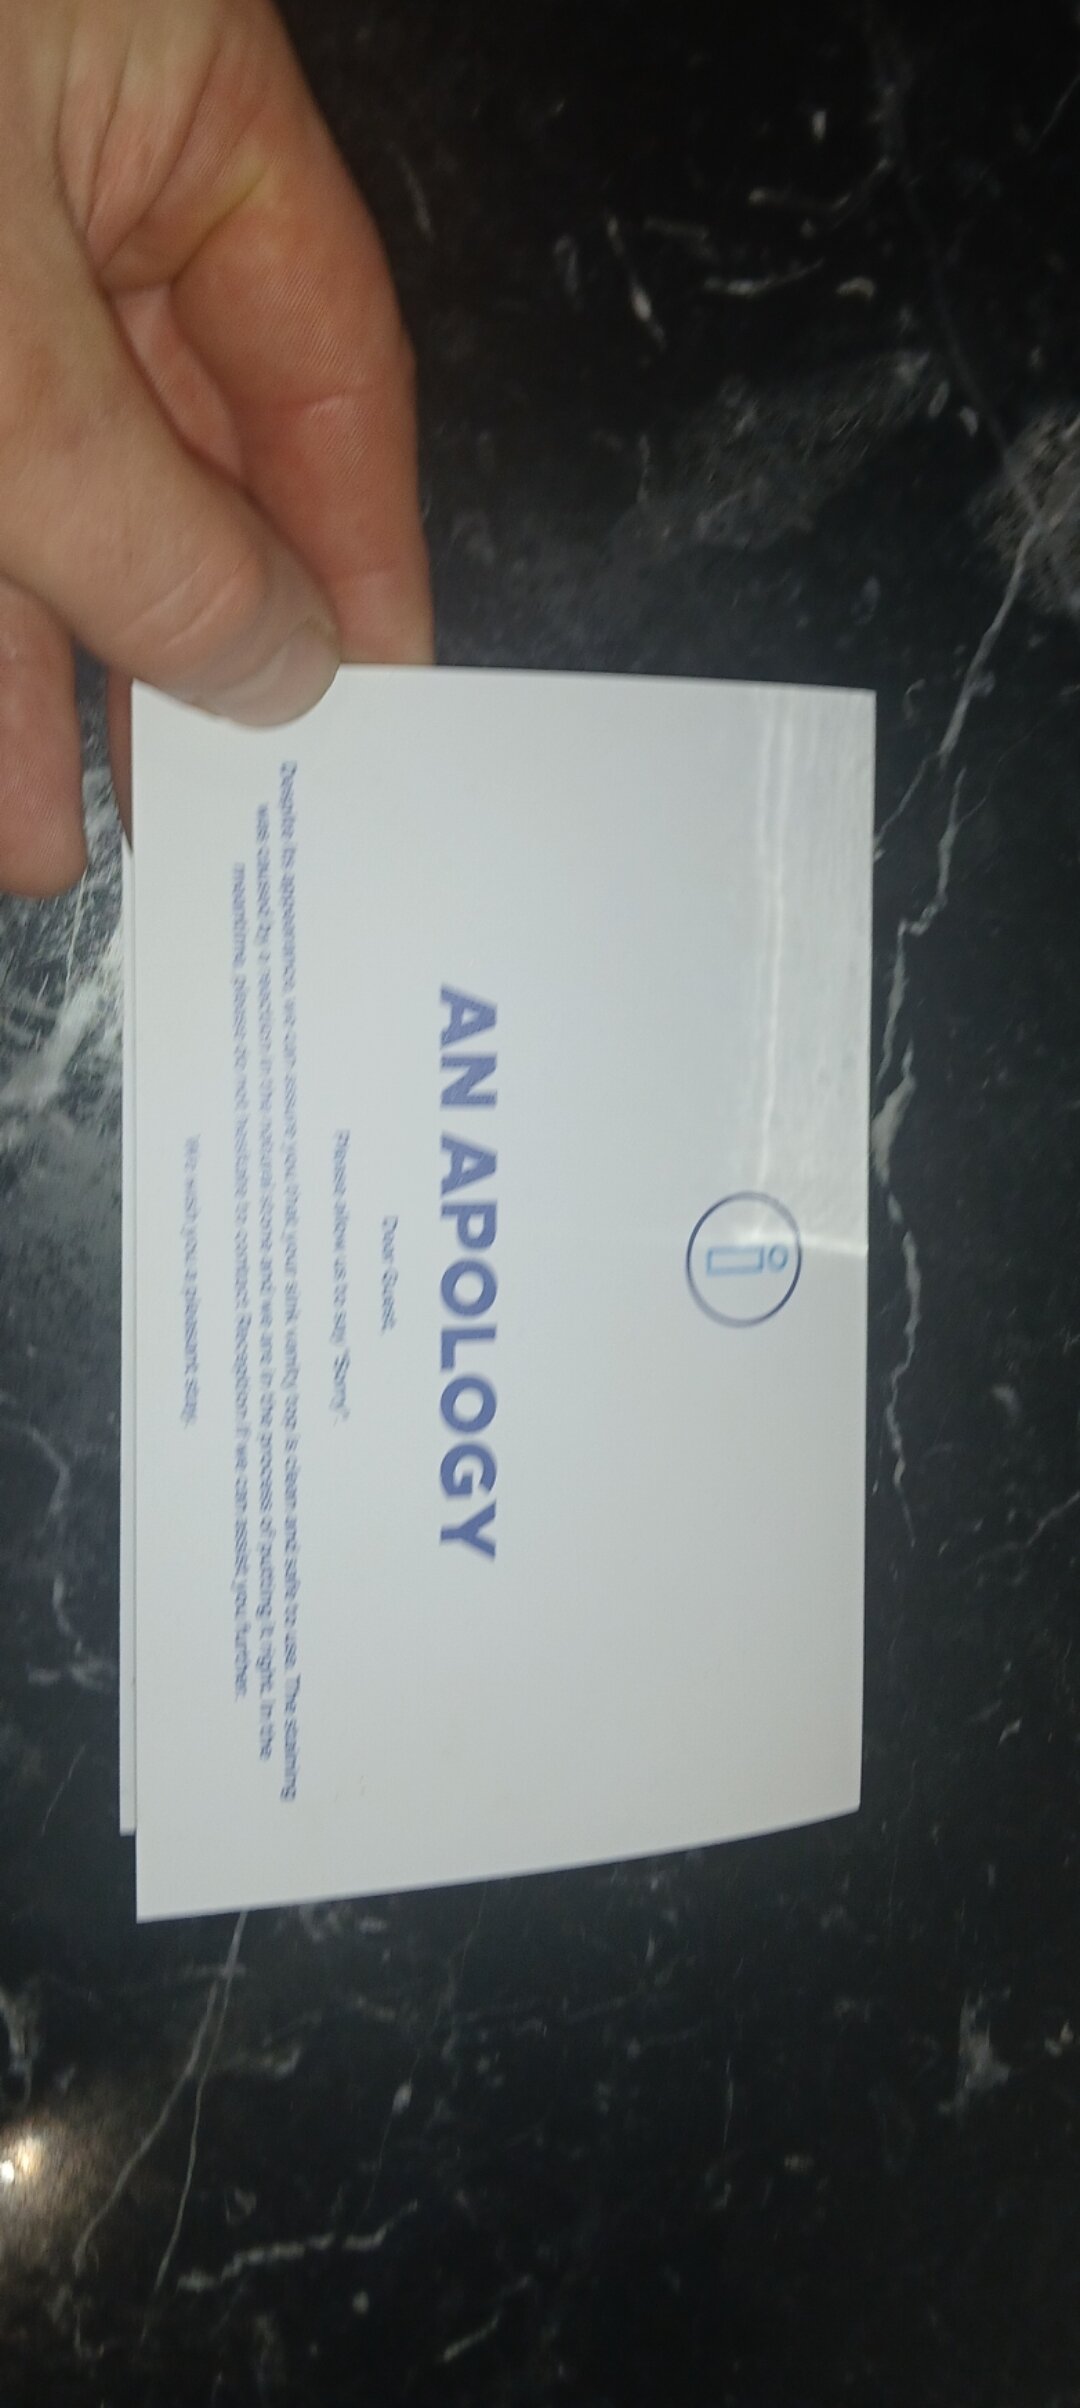 i
AN APOLOGY
Dear Guest,
Please allow us to say "Sorry".
Despite its appearance, we can assure you that your sink vanity top is clean and safe to use. The staining
was caused by a reaction in the natural stone and we are in the process of putting it right. In the
meantime, please do not hesitate to contact Reception if we can assist you further.
We wish you a pleasant stay.